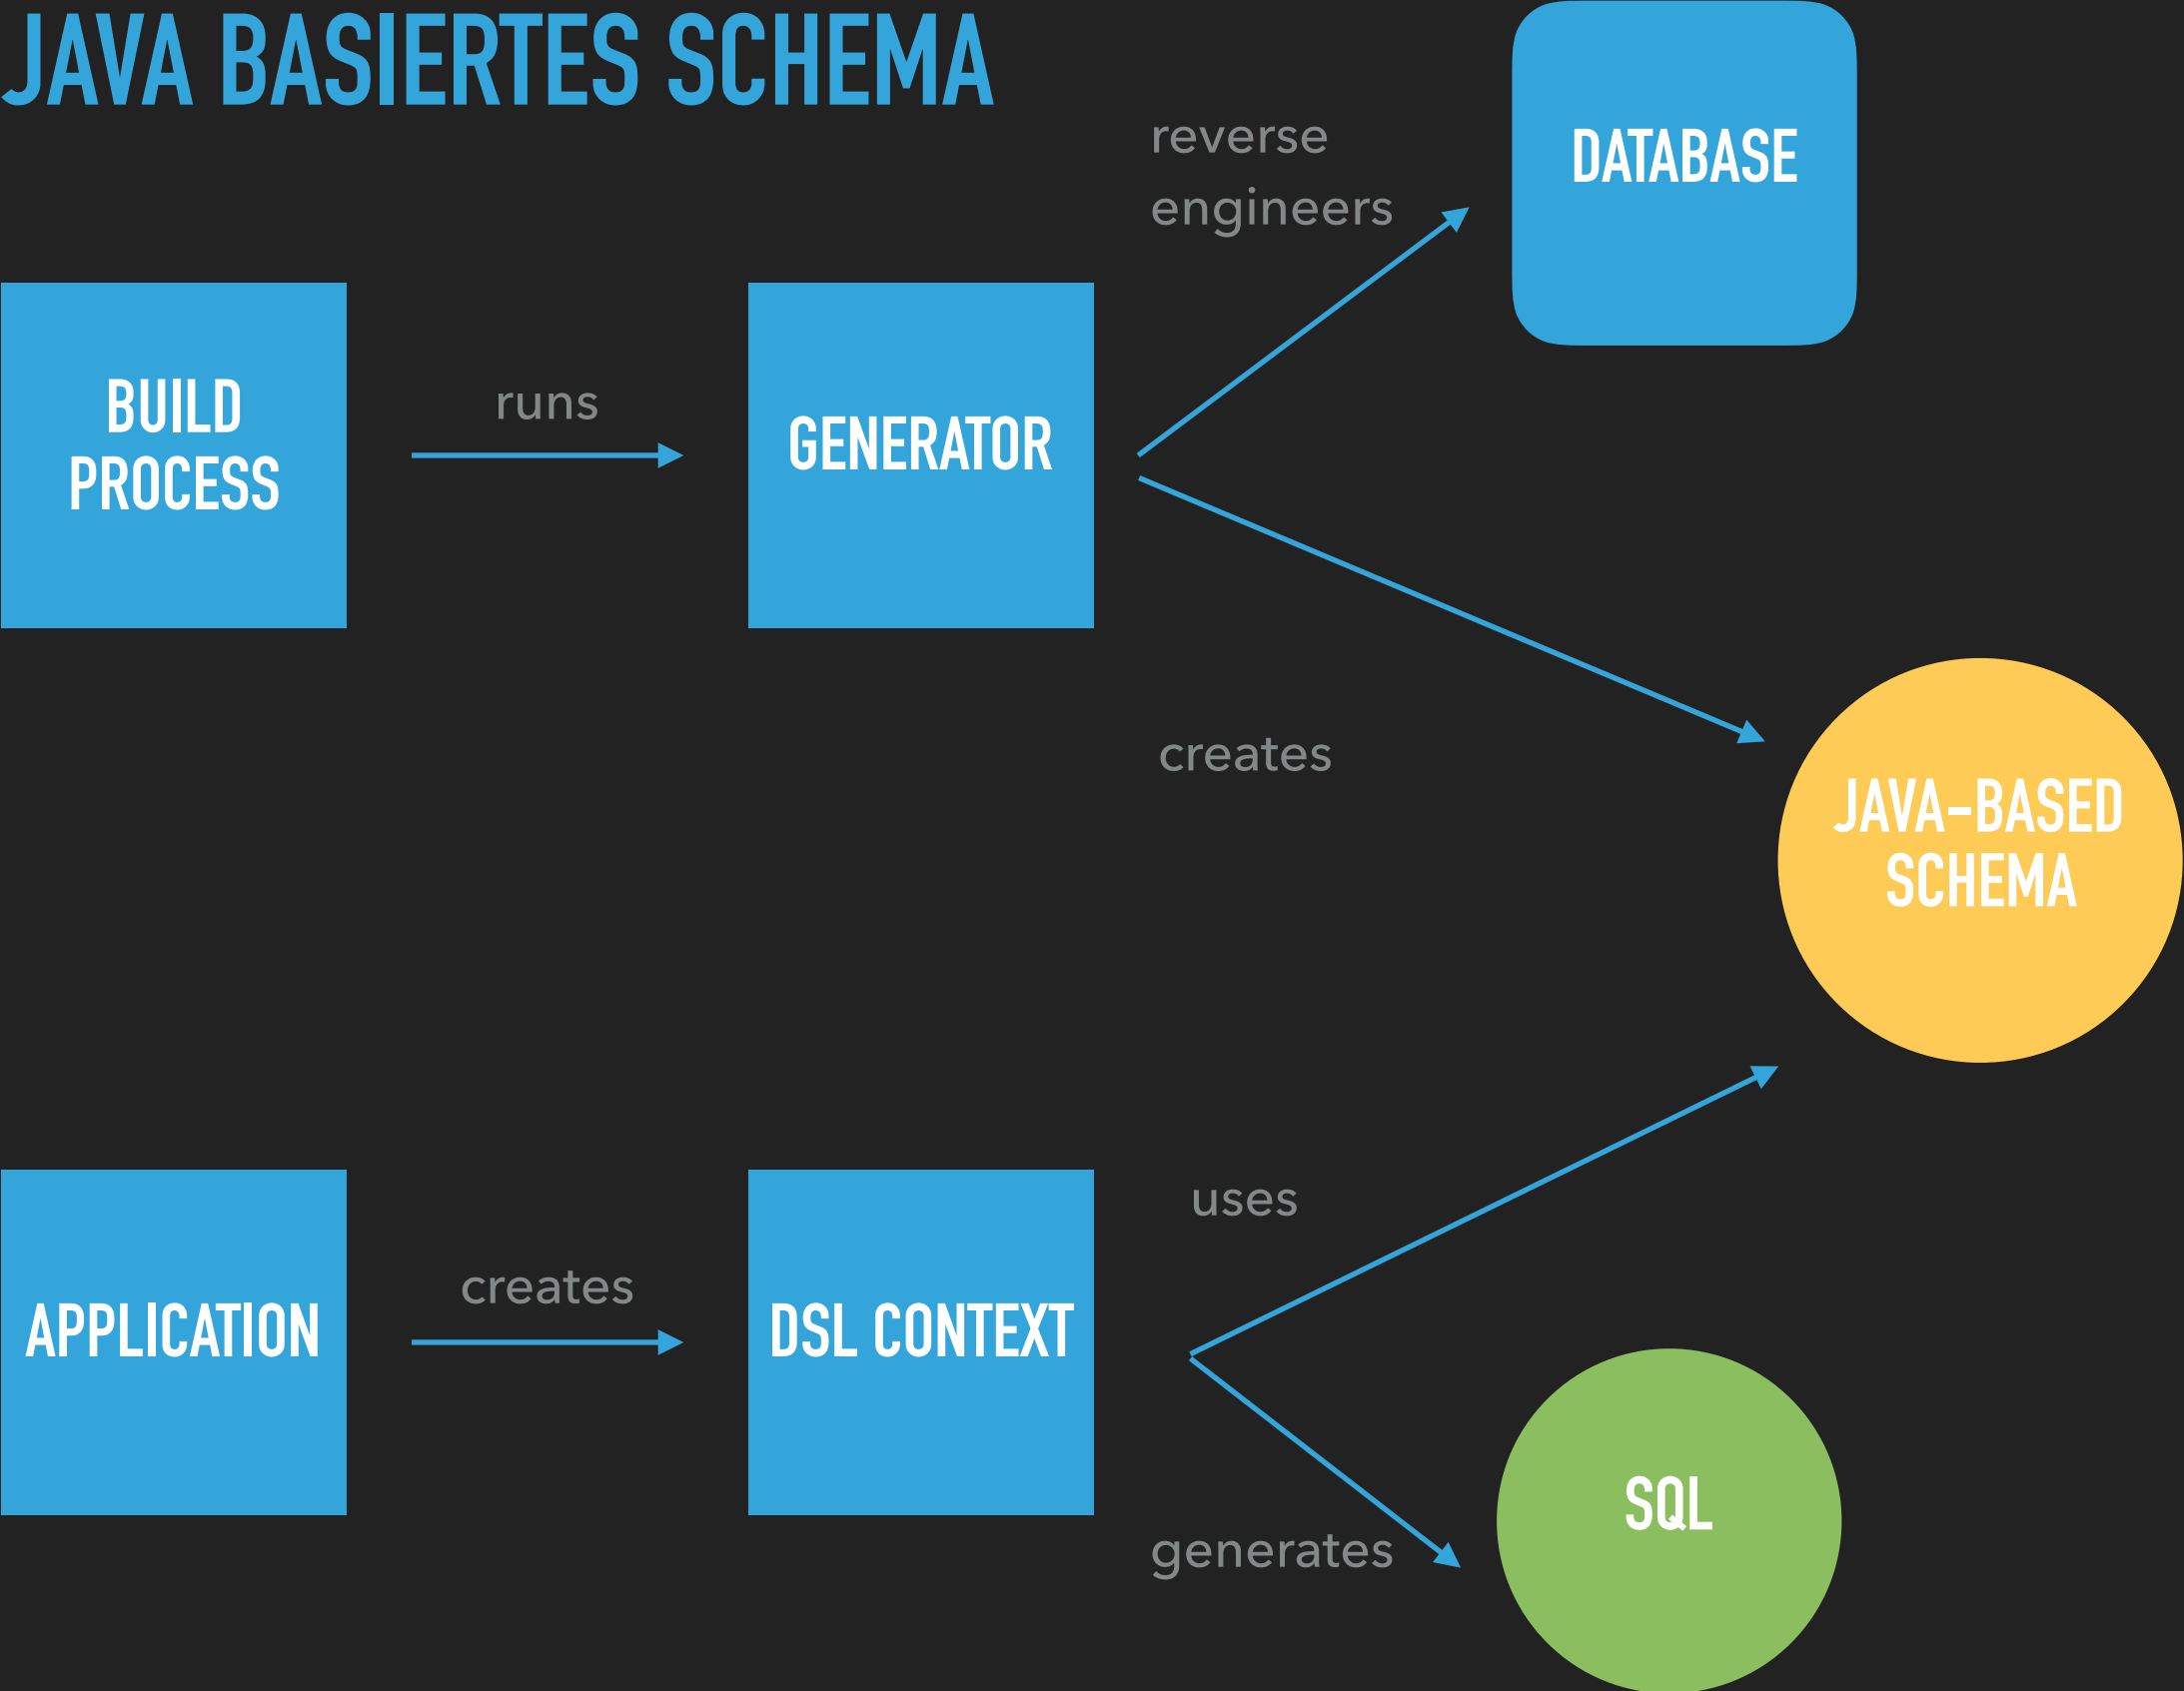 JAVA BASIERTES SCHEMA
reverse
engineers
DATABASE
BUILD
PROCESS
runs
GENERATOR
creates
JAVA-BASED
SCHEMA
uses
APPLICATION
creates
DSL CONTEXT
generates
SQL